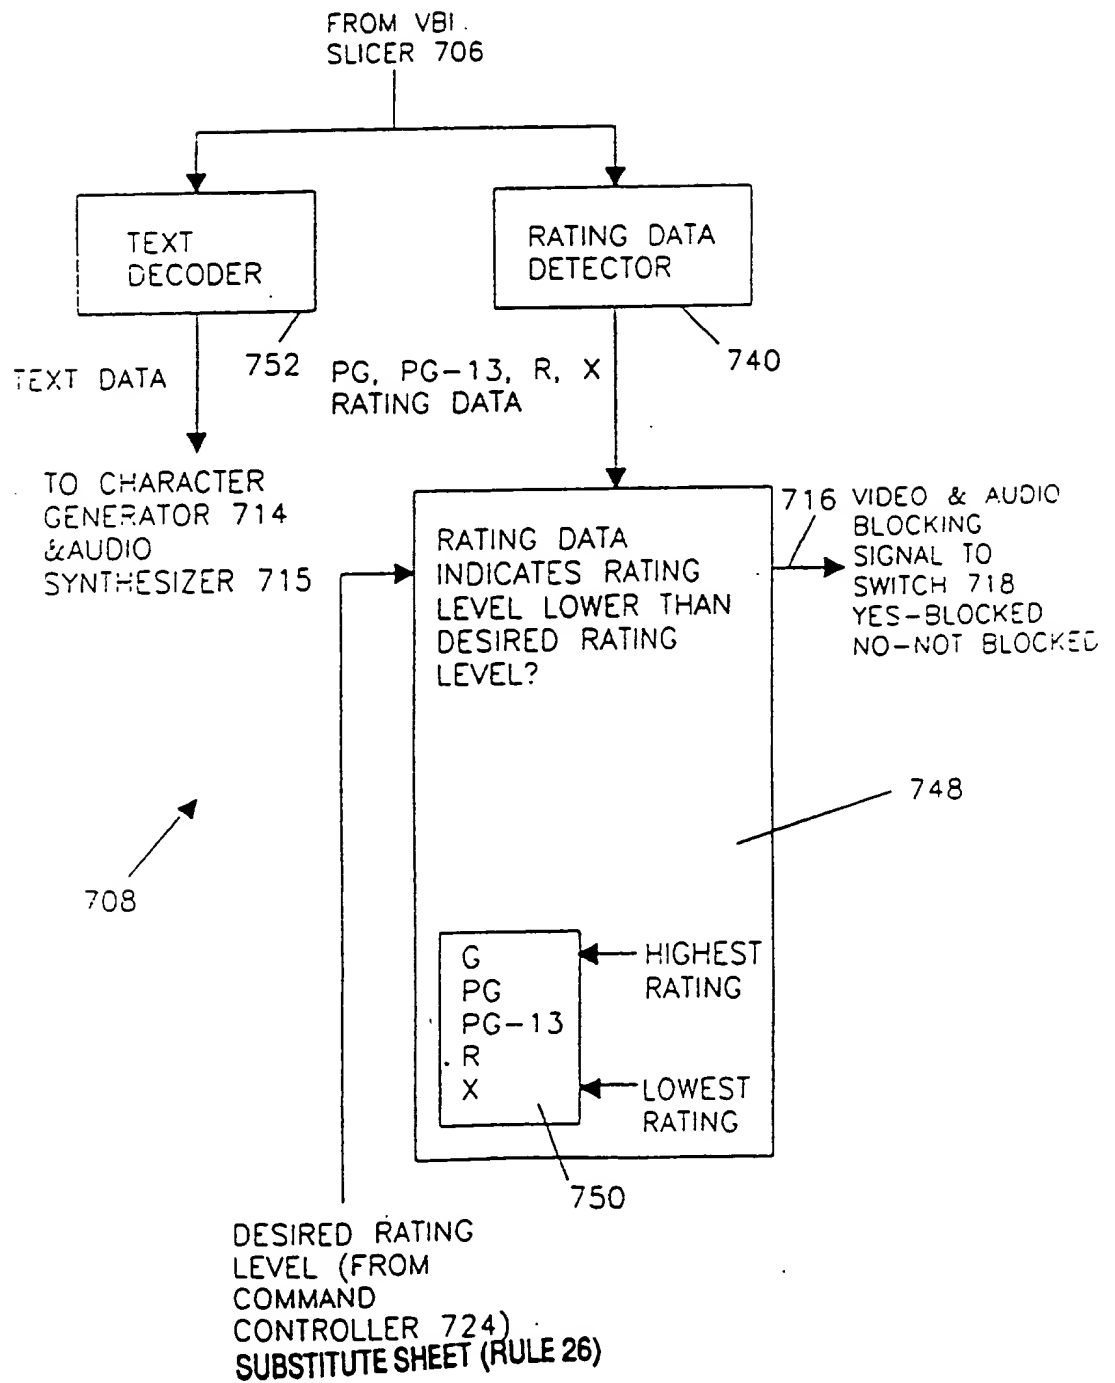 FROM VBI
SLICER 706
TEXT
DECODER
RATING DATA
DETECTOR
752
740
TEXT DATA
PG, PG-13, R, X
RATING DATA
TO CHARACTER
GENERATOR 714
&AUDIO
SYNTHESIZER 715
RATING DATA
INDICATES RATING
LEVEL LOWER THAN
DESIRED RATING
LEVEL?
716
VIDEO & AUDIO
BLOCKING
SIGNAL TO
SWITCH 718
YES-BLOCKED
NO-NOT BLOCKED
748
708
G
PG
PG-13
R
X
HIGHEST
RATING
LOWEST
RATING
750
DESIRED RATING
LEVEL (FROM
COMMAND
CONTROLLER 724)
SUBSTITUTE SHEET (RULE 26)